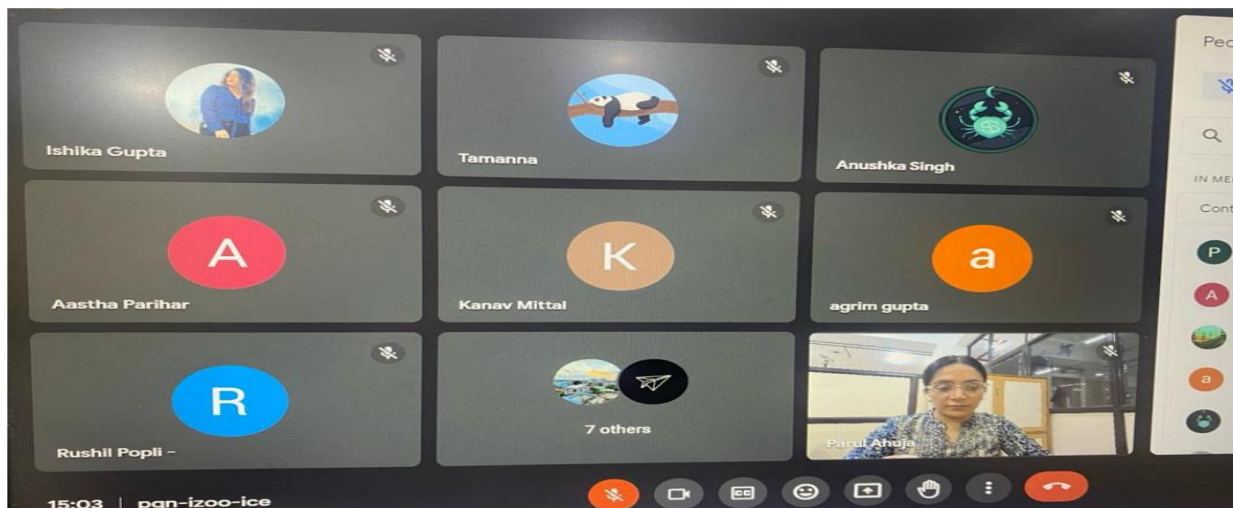 Ishika Gupta
Tamanna
Anushka Singh
A
Aastha Parihar
K
Kanav Mittal
a
agrim gupta
R
Rushil Popli -
7 others
Parul Ahuja
15:03 | pgn-izoo-ice
CC
IN ME
Cont
P
A
a